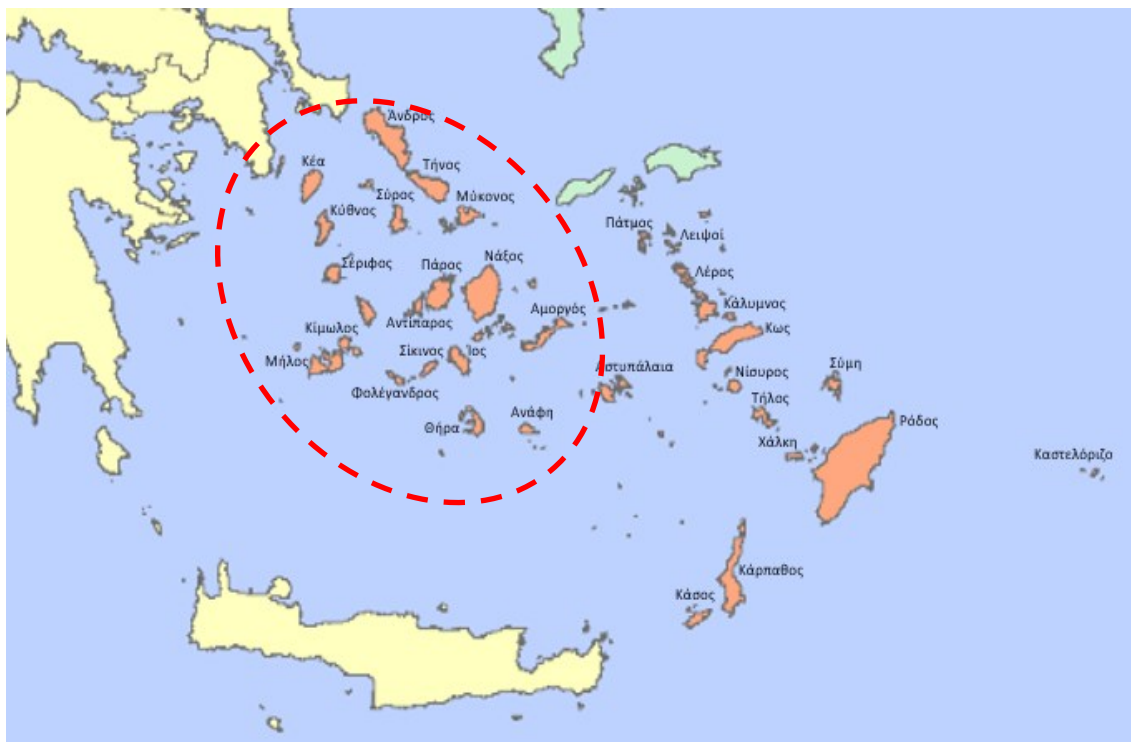 Άνδρος
Τήνος
Κέα
Σύρος
Μύκονος
Κύθνος
Πάτμος
Λειψοί
Σέριφος
Πάρος
Νάξος
Λέρος
Αντίπαρος
Αμοργός
Κάλυμνος
Κως
Κίμωλος
Μήλος
Σίκινος
Ίος
Αστυπάλαια
Νίσυρος
Σύμη
Φολέγανδρος
Τήλος
Θήρα
Ανάφη
Ρόδος
Χάλκη
Καστελόριζο
Κάρπαθος
Κάσος